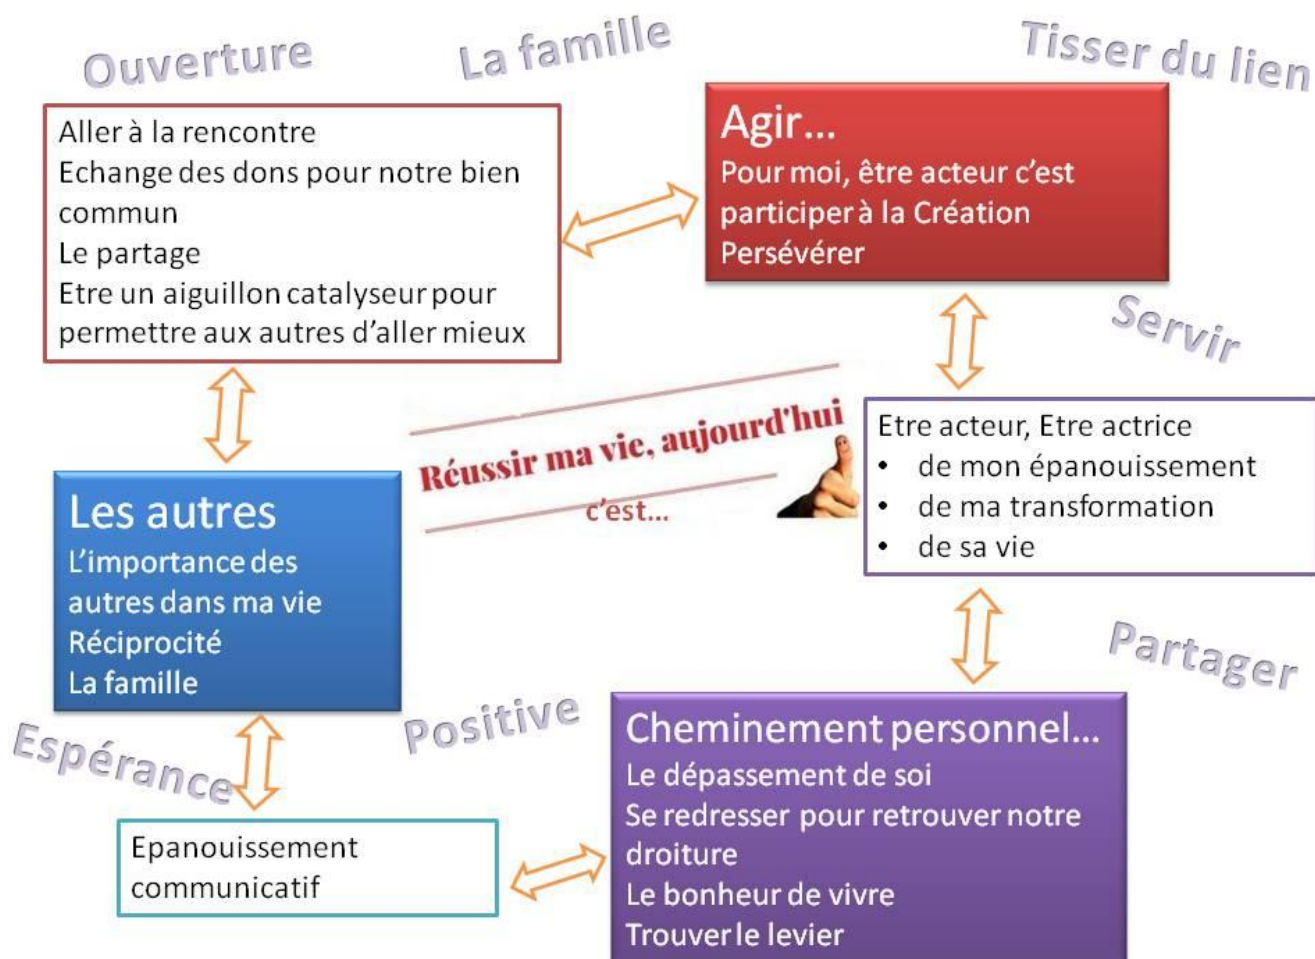 Ouverture
La famille
Tisser du lien
Aller à la rencontre
Echange des dons pour notre bien
commun
Le partage
Etre un aiguillon catalyseur pour
permettre aux autres d'aller mieux
Agir...
Pour moi, être acteur c'est
participer à la Création
Persévérer
Servir
Réussir ma vie, aujourd'hui
c'est...
Etre acteur, Etre actrice
• de mon épanouissement
• de ma transformation
• de sa vie
Les autres
L'importance des
autres dans ma vie
Réciprocité
La famille
Partager
Positive
Espérance
Cheminement personnel...
Le dépassement de soi
Se redresser pour retrouver notre
droiture
Le bonheur de vivre
Trouver le levier
Epanouissement
communicatif